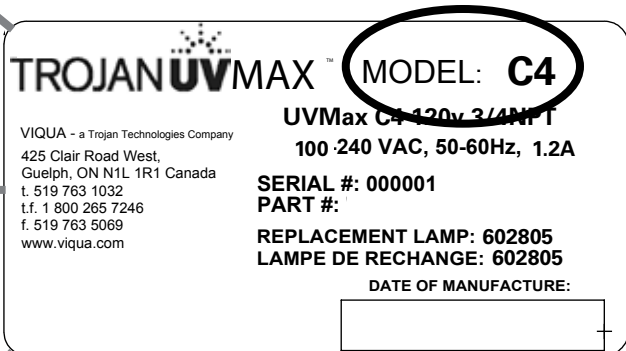 TROJANUVMAX™ MODEL: C4
UVMax C4 120v 3/4NPT
100-240 VAC, 50-60Hz, 1.2A
VIQUA - a Trojan Technologies Company
425 Clair Road West,
Guelph, ON N1L 1R1 Canada
t. 519 763 1032
t.f. 1 800 265 7246
f. 519 763 5069
www.viqua.com
SERIAL #: 000001
PART #:
REPLACEMENT LAMP: 602805
LAMPE DE RECHANGE: 602805
DATE OF MANUFACTURE: